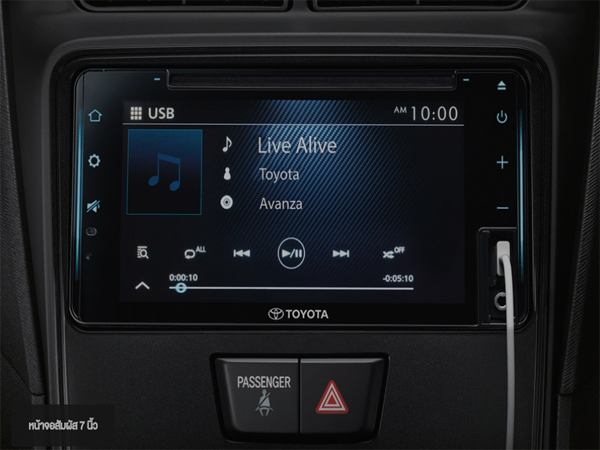 USB
AM 10:00
Live Alive
Toyota
Avanza
ALL
OFF
0:00:10
-0:05:10
TOYOTA
PASSENGER
หน้าจอสัมผัส 7 นิ้ว